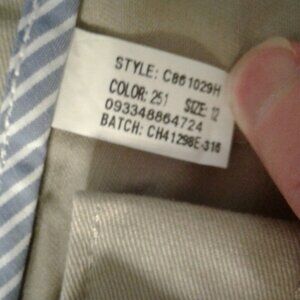 STYLE: C861029H
COLOR: 251 SIZE: 12
093348864724
BATCH: CH41298E-316